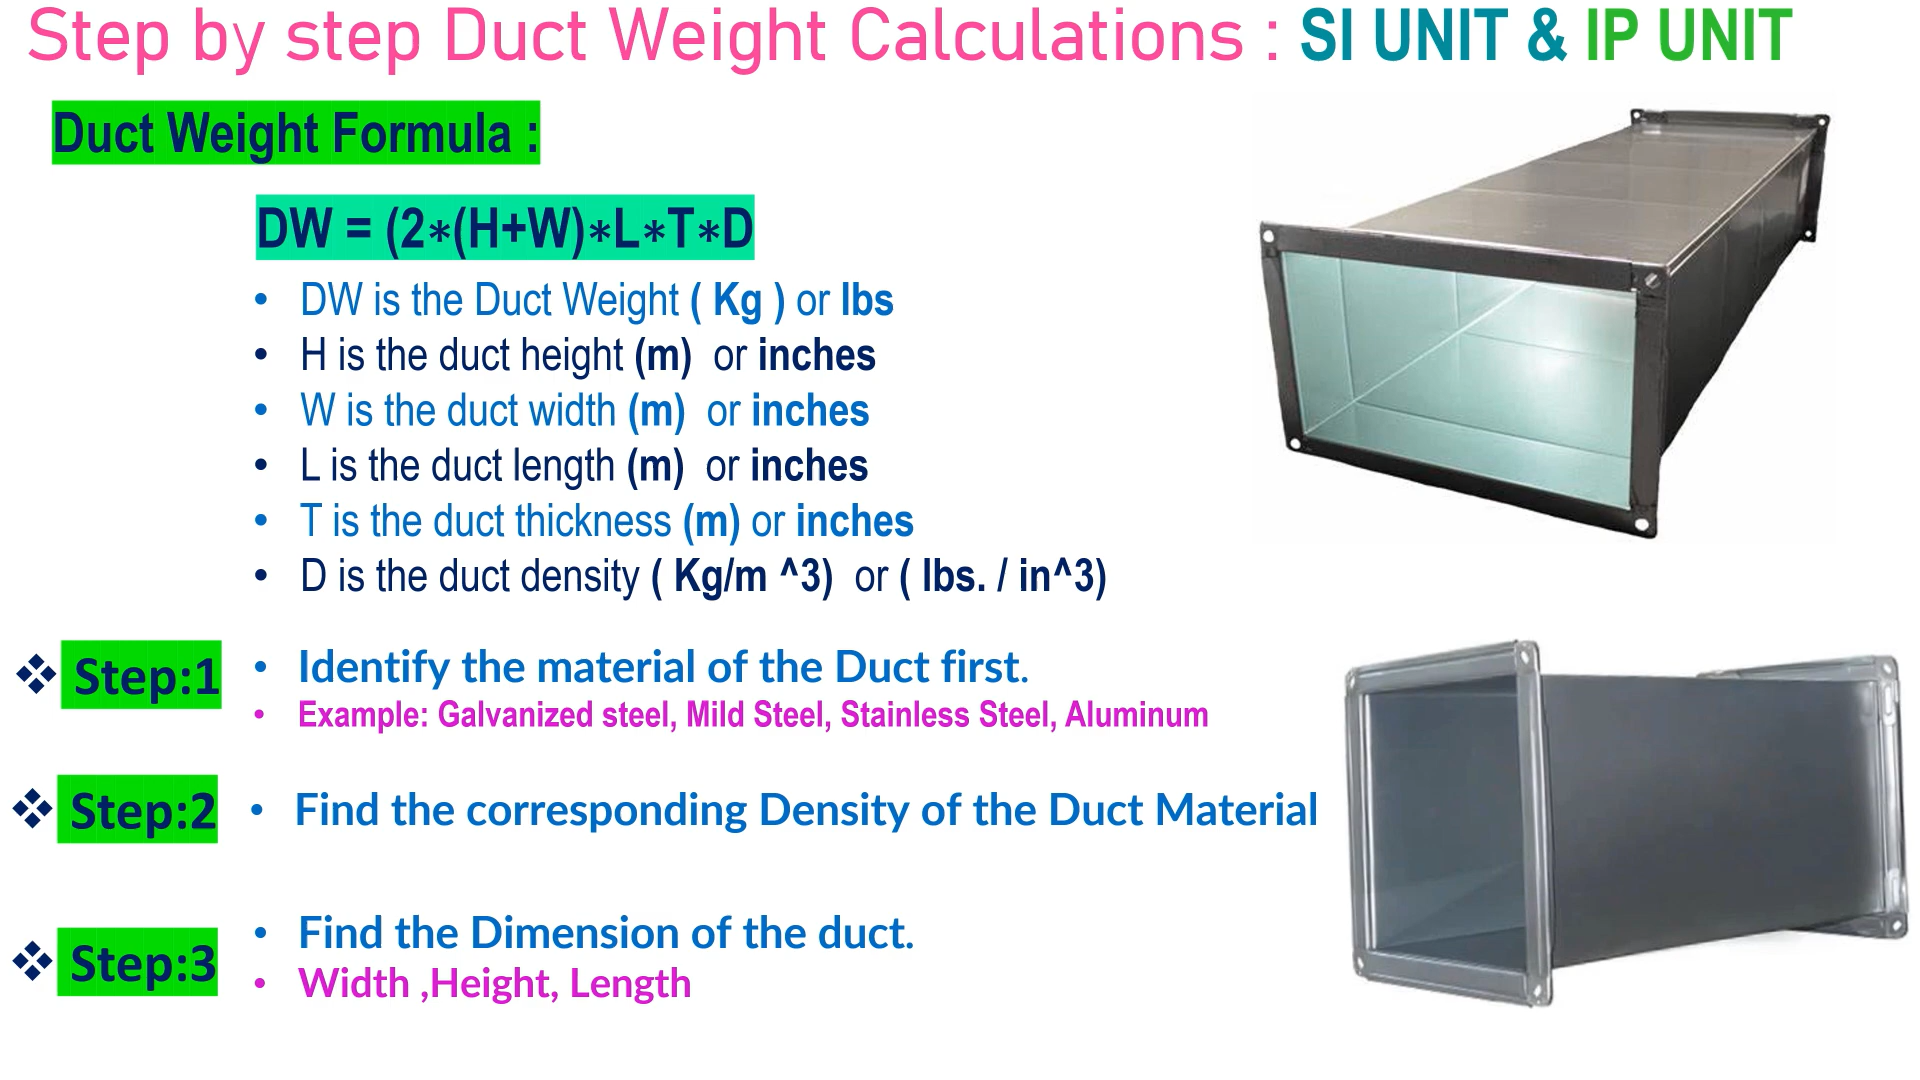 Step by step Duct Weight Calculations : SI UNIT & IP UNIT
Duct Weight Formula :
DW = (2*(H+W)*L*T*D
• DW is the Duct Weight ( Kg ) or lbs
• H is the duct height (m) or inches
• W is the duct width (m) or inches
• L is the duct length (m) or inches
• T is the duct thickness (m) or inches
• D is the duct density ( Kg/m ^3) or ( lbs. / in^3)
❖ Step:1 • Identify the material of the Duct first.
• Example: Galvanized steel, Mild Steel, Stainless Steel, Aluminum
❖ Step:2 • Find the corresponding Density of the Duct Material
❖ Step:3 • Find the Dimension of the duct.
• Width ,Height, Length